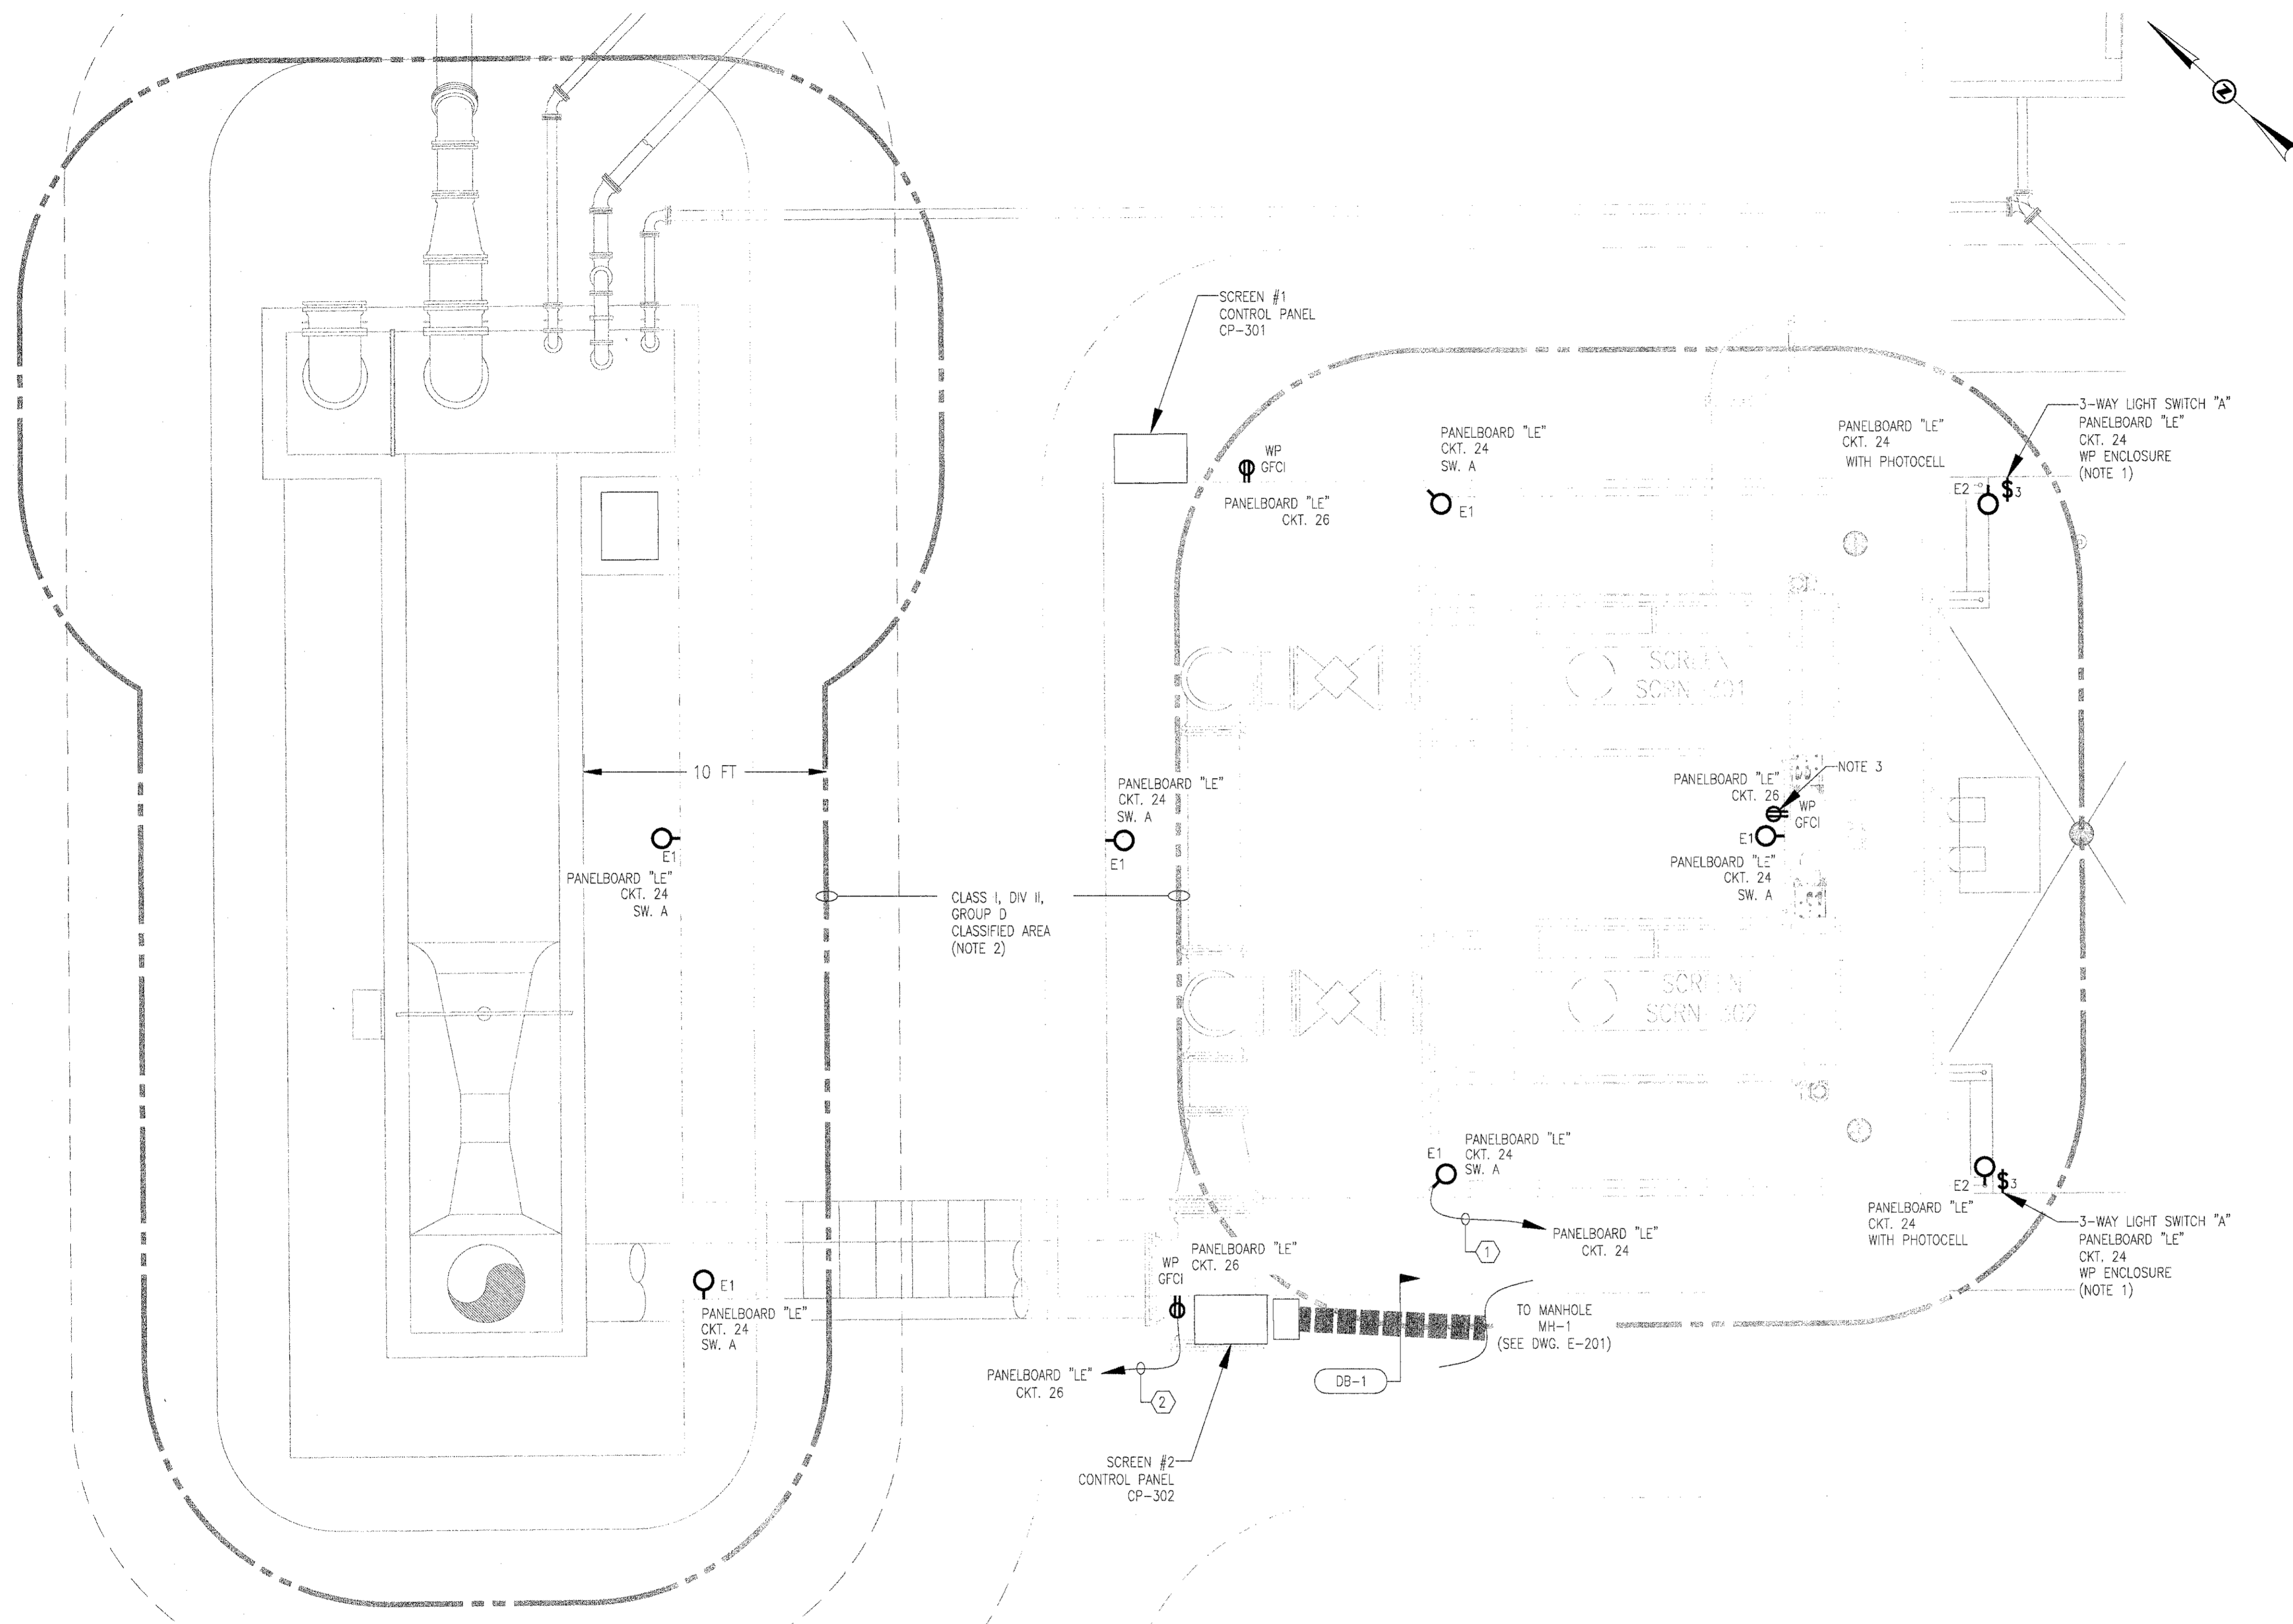 N
SCREEN #1
CONTROL PANEL
CP-301
3-WAY LIGHT SWITCH "A"
PANELBOARD "LE"
CKT. 24
WP ENCLOSURE
(NOTE 1)
PANELBOARD "LE"
CKT. 24
WITH PHOTOCELL
PANELBOARD "LE"
CKT. 24
SW. A
WP
GFCI
PANELBOARD "LE"
CKT. 26
E1
E2
$3
SCREEN
SCRN 301
10 FT
PANELBOARD "LE"
CKT. 24
SW. A
E1
NOTE 3
PANELBOARD "LE"
CKT. 26
WP
GFCI
E1
PANELBOARD "LE"
CKT. 24
SW. A
E1
PANELBOARD "LE"
CKT. 24
SW. A
CLASS I, DIV II,
GROUP D
CLASSIFIED AREA
(NOTE 2)
SCREEN
SCRN 302
E1
PANELBOARD "LE"
CKT. 24
SW. A
1
PANELBOARD "LE"
CKT. 24
E2
$3
PANELBOARD "LE"
CKT. 24
WITH PHOTOCELL
3-WAY LIGHT SWITCH "A"
PANELBOARD "LE"
CKT. 24
WP ENCLOSURE
(NOTE 1)
E1
PANELBOARD "LE"
CKT. 24
SW. A
WP
GFCI
PANELBOARD "LE"
CKT. 26
TO MANHOLE
MH-1
(SEE DWG. E-201)
DB-1
PANELBOARD "LE"
CKT. 26
2
SCREEN #2
CONTROL PANEL
CP-302